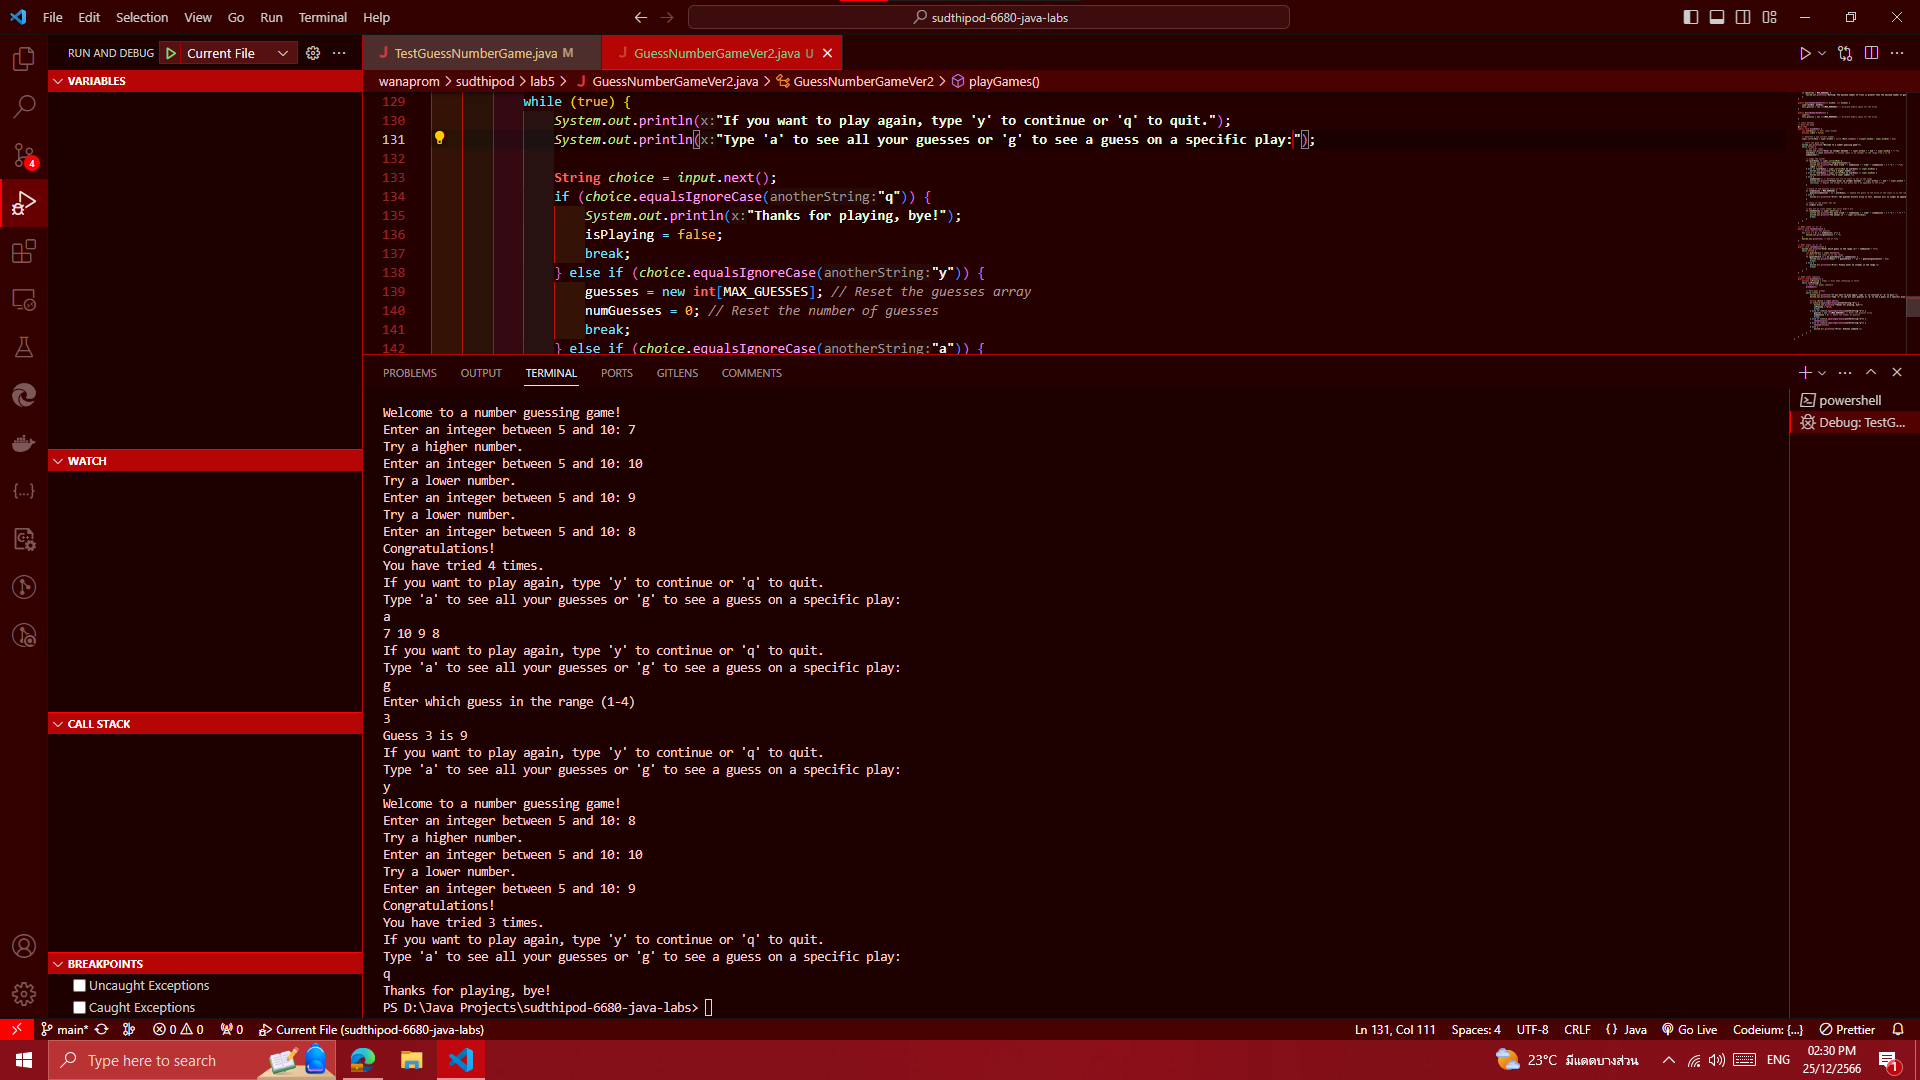 File Edit Selection View Go Run Terminal Help
sudthipod-6680-java-labs
RUN AND DEBUG Current File
TestGuessNumberGame.java M
GuessNumberGameVer2.java U
VARIABLES
wanaprom > sudthipod > lab5 > J GuessNumberGameVer2.java > GuessNumberGameVer2 > playGames()
129 while (true) {
130 System.out.println(x:"If you want to play again, type 'y' to continue or 'q' to quit.");
131 System.out.println(x:"Type 'a' to see all your guesses or 'g' to see a guess on a specific play:");
132
133 String choice = input.next();
134 if (choice.equalsIgnoreCase(anotherString:"q")) {
135 System.out.println(x:"Thanks for playing, bye!");
136 isPlaying = false;
137 break;
138 } else if (choice.equalsIgnoreCase(anotherString:"y")) {
139 guesses = new int[MAX_GUESSES]; // Reset the guesses array
140 numGuesses = 0; // Reset the number of guesses
141 break;
142 } else if (choice.equalsIgnoreCase(anotherString:"a")) {
PROBLEMS OUTPUT TERMINAL PORTS GITLENS COMMENTS
powershell
Debug: TestG...
Welcome to a number guessing game!
Enter an integer between 5 and 10: 7
Try a higher number.
Enter an integer between 5 and 10: 10
Try a lower number.
Enter an integer between 5 and 10: 9
Try a lower number.
Enter an integer between 5 and 10: 8
Congratulations!
You have tried 4 times.
If you want to play again, type 'y' to continue or 'q' to quit.
Type 'a' to see all your guesses or 'g' to see a guess on a specific play:
a
7 10 9 8
If you want to play again, type 'y' to continue or 'q' to quit.
Type 'a' to see all your guesses or 'g' to see a guess on a specific play:
g
Enter which guess in the range (1-4)
3
Guess 3 is 9
If you want to play again, type 'y' to continue or 'q' to quit.
Type 'a' to see all your guesses or 'g' to see a guess on a specific play:
y
Welcome to a number guessing game!
Enter an integer between 5 and 10: 8
Try a higher number.
Enter an integer between 5 and 10: 10
Try a lower number.
Enter an integer between 5 and 10: 9
Congratulations!
You have tried 3 times.
If you want to play again, type 'y' to continue or 'q' to quit.
Type 'a' to see all your guesses or 'g' to see a guess on a specific play:
q
Thanks for playing, bye!
PS D:\Java Projects\sudthipod-6680-java-labs>
WATCH
CALL STACK
BREAKPOINTS
Uncaught Exceptions
Caught Exceptions
4
main* 0 0 0 Current File (sudthipod-6680-java-labs)
Ln 131, Col 111 Spaces: 4 UTF-8 CRLF {} Java Go Live Codeium: {...} Prettier
Type here to search
23°C มีแดดบางส่วน ENG
02:30 PM
25/12/2566
1